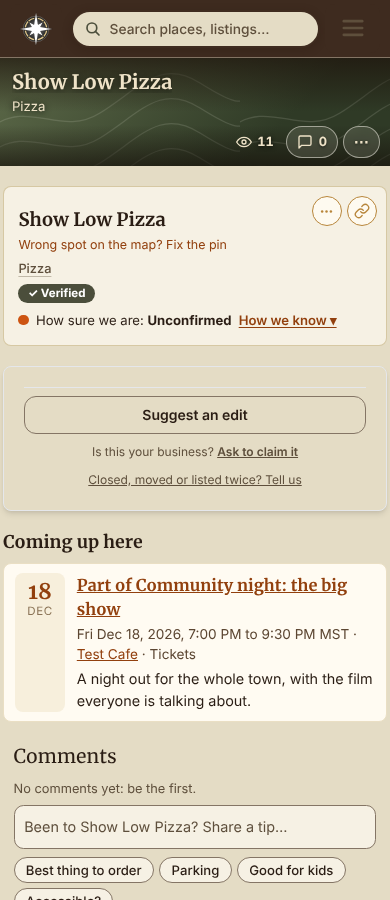 Search places, listings...
Show Low Pizza
Pizza
11
0
Show Low Pizza
Wrong spot on the map? Fix the pin
Pizza
✓ Verified
How sure we are: Unconfirmed How we know ▾
Suggest an edit
Is this your business? Ask to claim it
Closed, moved or listed twice? Tell us
Coming up here
18
DEC
Part of Community night: the big
show
Fri Dec 18, 2026, 7:00 PM to 9:30 PM MST ·
Test Cafe · Tickets
A night out for the whole town, with the film
everyone is talking about.
Comments
No comments yet: be the first.
Been to Show Low Pizza? Share a tip...
Best thing to order
Parking
Good for kids
Accessible?